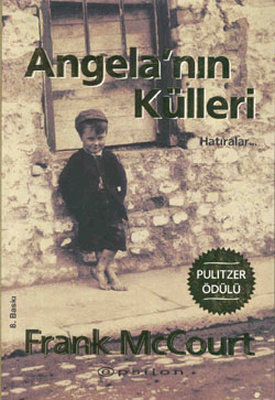 Angela'nın
Külleri
Hatıralar...
PULITZER
ÖDÜLÜ
8. Baskı
Frank McCourt
epsilon